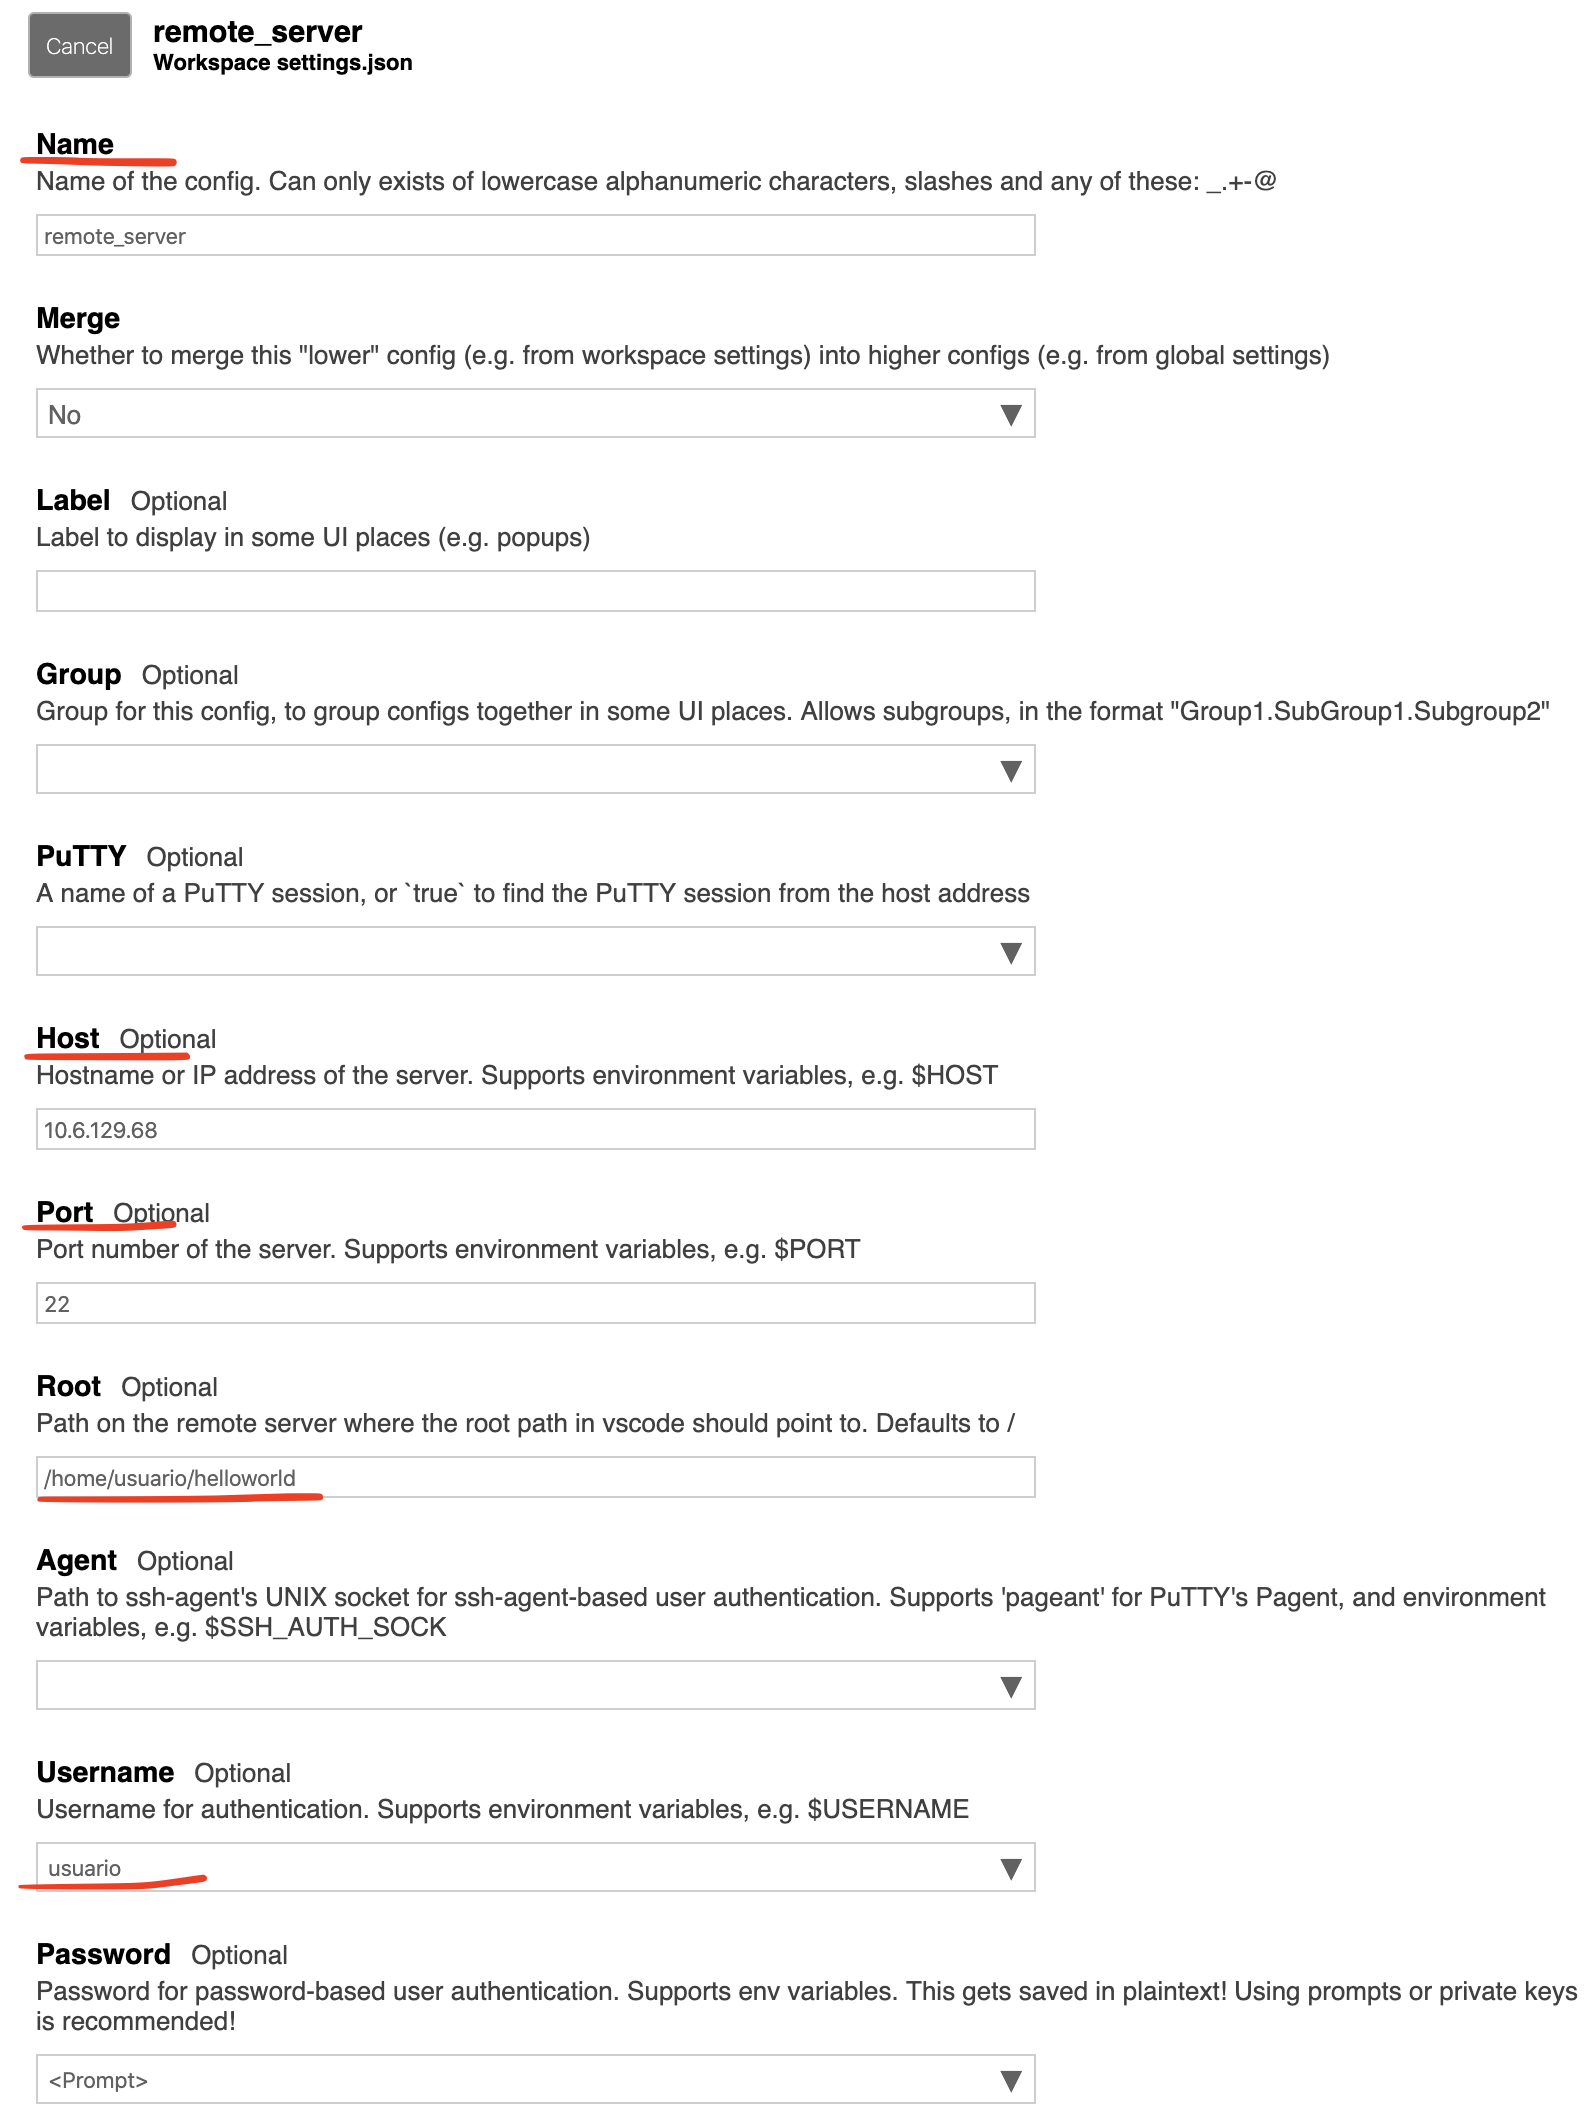 Cancel
remote_server
Workspace settings.json
Name
Name of the config. Can only exists of lowercase alphanumeric characters, slashes and any of these: _.+-@
remote_server
Merge
Whether to merge this "lower" config (e.g. from workspace settings) into higher configs (e.g. from global settings)
No
Label Optional
Label to display in some UI places (e.g. popups)
Group Optional
Group for this config, to group configs together in some UI places. Allows subgroups, in the format "Group1.SubGroup1.Subgroup2"
PuTTY Optional
A name of a PuTTY session, or `true` to find the PuTTY session from the host address
Host Optional
Hostname or IP address of the server. Supports environment variables, e.g. $HOST
10.6.129.68
Port Optional
Port number of the server. Supports environment variables, e.g. $PORT
22
Root Optional
Path on the remote server where the root path in vscode should point to. Defaults to /
/home/usuario/helloworld
Agent Optional
Path to ssh-agent's UNIX socket for ssh-agent-based user authentication. Supports 'pageant' for PuTTY's Pagent, and environment
variables, e.g. $SSH_AUTH_SOCK
Username Optional
Username for authentication. Supports environment variables, e.g. $USERNAME
usuario
Password Optional
Password for password-based user authentication. Supports env variables. This gets saved in plaintext! Using prompts or private keys
is recommended!
<Prompt>